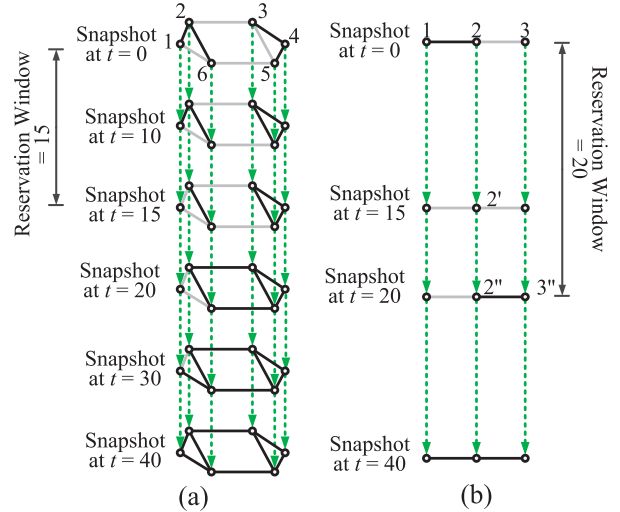 2
3
1
4
6
5
Snapshot
at t = 0
Snapshot
at t = 10
Snapshot
at t = 15
Snapshot
at t = 20
Snapshot
at t = 30
Snapshot
at t = 40
Reservation Window
= 15
(a)
1
2
3
Snapshot
at t = 0
Snapshot
at t = 15
2'
Snapshot
at t = 20
2"
3"
Snapshot
at t = 40
Reservation Window
= 20
(b)